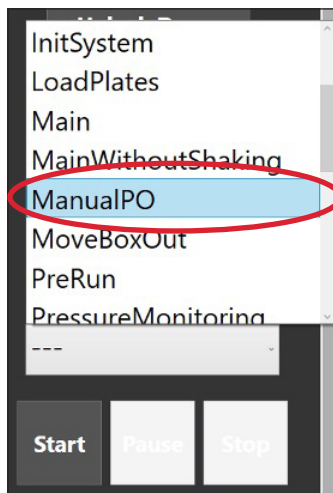 InitSystem
LoadPlates
Main
MainWithoutShaking
ManualPO
MoveBoxOut
PreRun
PressureMonitoring
---
Start
Pause
Stop